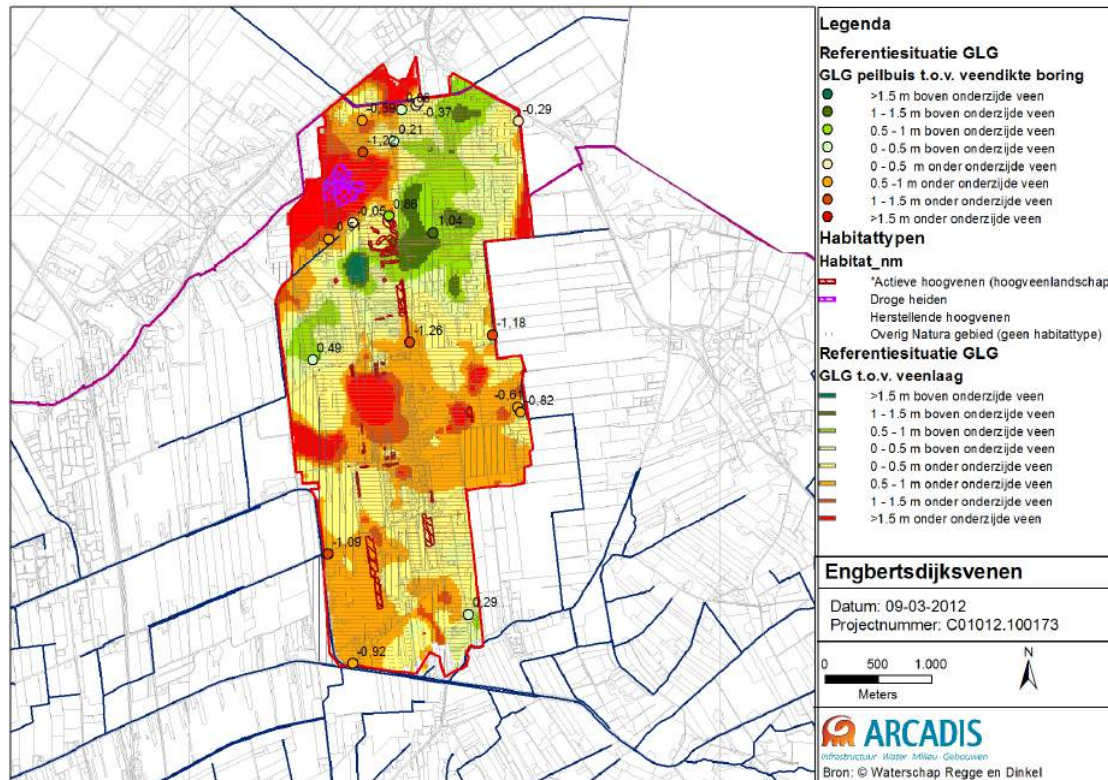 Legenda
Referentiesituatie GLG
GLG peilbuis t.o.v. veendikte boring
>1.5 m boven onderzijde veen
1 - 1.5 m boven onderzijde veen
0.5 - 1 m boven onderzijde veen
0 - 0.5 m boven onderzijde veen
0 - 0.5 m onder onderzijde veen
0.5 -1 m onder onderzijde veen
1 - 1.5 m onder onderzijde veen
>1.5 m onder onderzijde veen
Habitattypen
Habitat_nm
*Actieve hoogvenen (hoogveenlandschap
Droge heiden
Herstellende hoogvenen
Overig Natura gebied (geen habitattype)
Referentiesituatie GLG
GLG t.o.v. veenlaag
>1.5 m boven onderzijde veen
1 - 1.5 m boven onderzijde veen
0.5 - 1 m boven onderzijde veen
0 - 0.5 m boven onderzijde veen
0 - 0.5 m onder onderzijde veen
0.5 - 1 m onder onderzijde veen
1 - 1.5 m onder onderzijde veen
>1.5 m onder onderzijde veen
Engbertsdijksvenen
Datum: 09-03-2012
Projectnummer: C01012.100173
N
0 500 1.000
Meters
ARCADIS
Infrastructuur Water Milieu Gebouwen
Bron: © Waterschap Regge en Dinkel
-0,37
-0,29
0,21
-1,22
-0,05
0,86
1,04
-1,26
-1,18
0,49
-0,61
-0,82
-1,09
0,29
-0,92